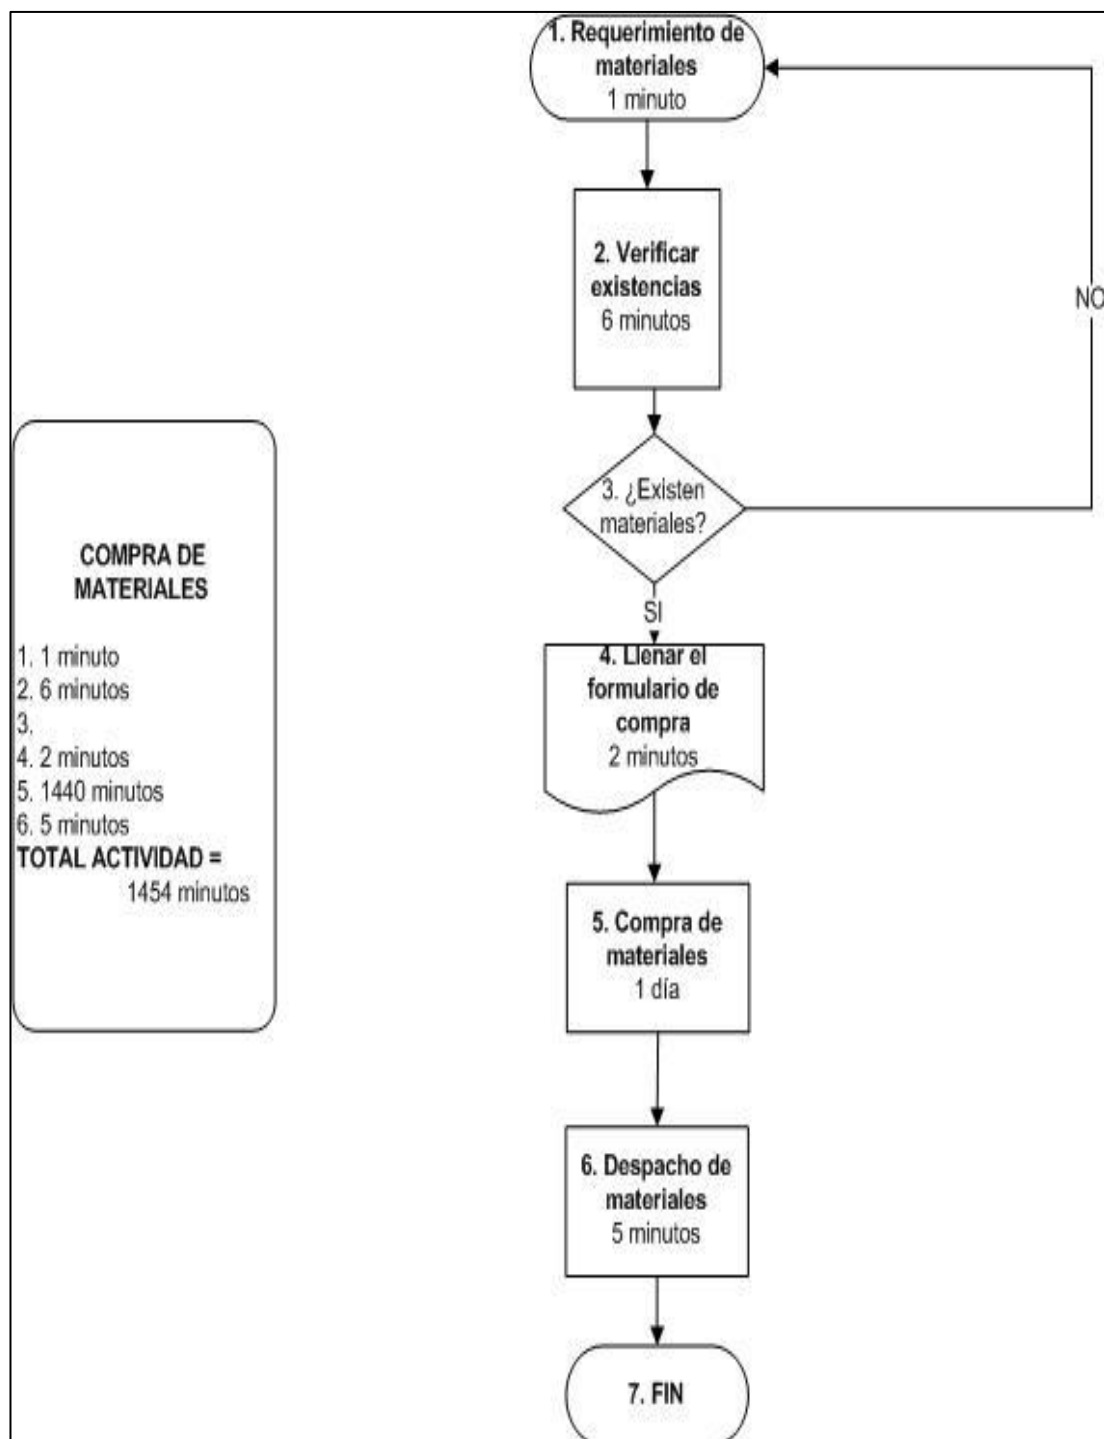 1. Requerimiento de
materiales
1 minuto
2. Verificar
existencias
6 minutos
NO
3. ¿Existen
materiales?
SI
4. Llenar el
formulario de
compra
2 minutos
5. Compra de
materiales
1 día
6. Despacho de
materiales
5 minutos
7. FIN
COMPRA DE
MATERIALES
1. 1 minuto
2. 6 minutos
3.
4. 2 minutos
5. 1440 minutos
6. 5 minutos
TOTAL ACTIVIDAD =
1454 minutos